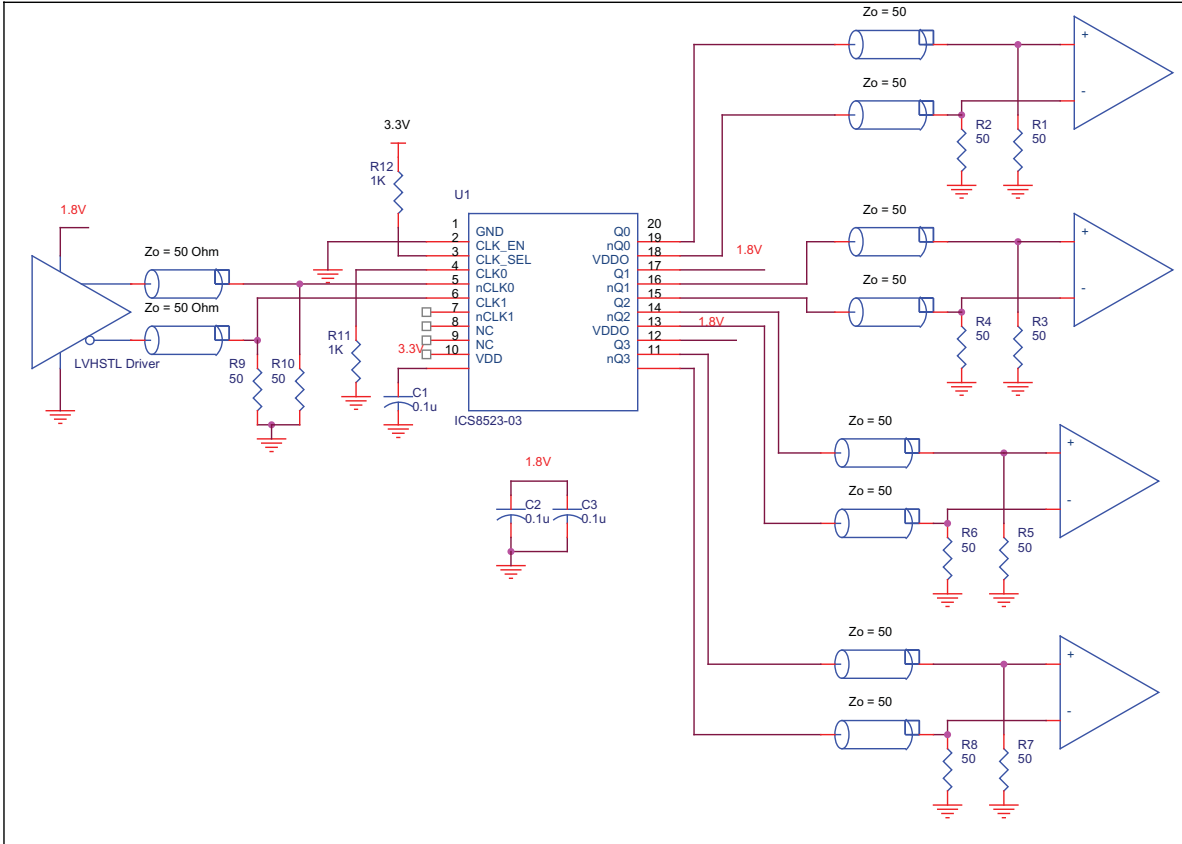 Zo = 50
+
-
Zo = 50
R2
50
R1
50
3.3V
R12
1K
U1
1.8V
Zo = 50 Ohm
Zo = 50 Ohm
LVHSTL Driver
R9
50
R10
50
R11
1K
3.3V
C1
0.1u
1
2
3
4
5
6
7
8
9
10
GND
CLK_EN
CLK_SEL
CLK0
nCLK0
CLK1
nCLK1
NC
NC
VDD
Q0
nQ0
VDDO
Q1
nQ1
Q2
nQ2
VDDO
Q3
nQ3
20
19
18
17
16
15
14
13
12
11
ICS8523-03
1.8V
1.8V
Zo = 50
+
-
Zo = 50
R4
50
R3
50
1.8V
C2
0.1u
C3
0.1u
Zo = 50
+
-
Zo = 50
R6
50
R5
50
Zo = 50
+
-
Zo = 50
R8
50
R7
50